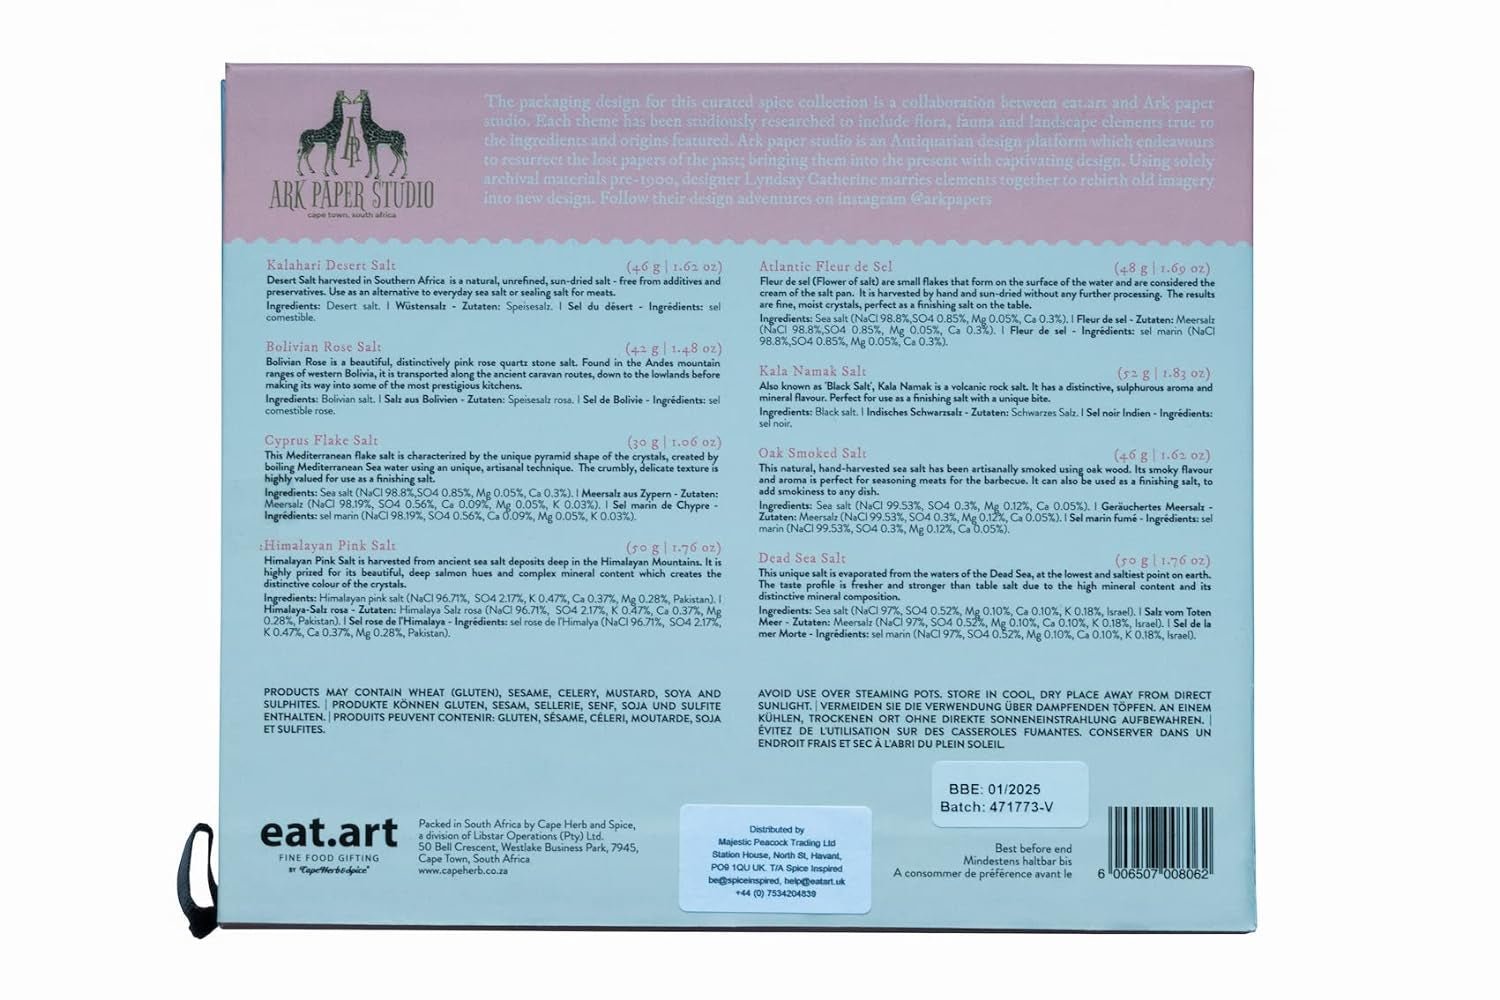 ARK PAPER STUDIO
cape town, south africa
The packaging design for this curated spice collection is a collaboration between eat.art and Ark paper
studio. Each theme has been studiously researched to include flora, fauna and landscape elements true to
the ingredients and origins featured. Ark paper studio is an Antiquarian design platform which endeavours
to resurrect the lost papers of the past; bringing them into the present with captivating design. Using solely
archival materials pre-1900, designer Lyndsay Catherine marries elements together to rebirth old imagery
into new design. Follow their design adventures on instagram @arkpapers
Kalahari Desert Salt (46 g | 1.62 oz)
Desert Salt harvested in Southern Africa is a natural, unrefined, sun-dried salt - free from additives and
preservatives. Use as an alternative to everyday sea salt or sealing salt for meats.
Ingredients: Desert salt. | Wüstensalz - Zutaten: Speisesalz. | Sel du désert - Ingrédients: sel
comestible.
Bolivian Rose Salt (42 g | 1.48 oz)
Bolivian Rose is a beautiful, distinctively pink rose quartz stone salt. Found in the Andes mountain
ranges of western Bolivia, it is transported along the ancient caravan routes, down to the lowlands before
making its way into some of the most prestigious kitchens.
Ingredients: Bolivian salt. | Salz aus Bolivien - Zutaten: Speisesalz rosa. | Sel de Bolivie - Ingrédients: sel
comestible rose.
Cyprus Flake Salt (30 g | 1.06 oz)
This Mediterranean flake salt is characterized by the unique pyramid shape of the crystals, created by
boiling Mediterranean Sea water using an unique, artisanal technique. The crumbly, delicate texture is
highly valued for use as a finishing salt.
Ingredients: Sea salt (NaCl 98.8%,SO4 0.85%, Mg 0.05%, Ca 0.3%). | Meersalz aus Zypern - Zutaten:
Meersalz (NaCl 98.19%, SO4 0.56%, Ca 0.09%, Mg 0.05%, K 0.03%). | Sel marin de Chypre -
Ingrédients: sel marin (NaCl 98.19%, SO4 0.56%, Ca 0.09%, Mg 0.05%, K 0.03%).
:Himalayan Pink Salt (50 g | 1.76 oz)
Himalayan Pink Salt is harvested from ancient sea salt deposits deep in the Himalayan Mountains. It is
highly prized for its beautiful, deep salmon hues and complex mineral content which creates the
distinctive colour of the crystals.
Ingredients: Himalayan pink salt (NaCl 96.71%, SO4 2.17%, K 0.47%, Ca 0.37%, Mg 0.28%, Pakistan). |
Himalaya-Salz rosa - Zutaten: Himalaya Salz rosa (NaCl 96.71%, SO4 2.17%, K 0.47%, Ca 0.37%, Mg
0.28%, Pakistan). | Sel rose de l'Himalaya - Ingrédients: sel rose de l'Himalya (NaCl 96.71%, SO4 2.17%,
K 0.47%, Ca 0.37%, Mg 0.28%, Pakistan).
PRODUCTS MAY CONTAIN WHEAT (GLUTEN), SESAME, CELERY, MUSTARD, SOYA AND
SULPHITES. | PRODUKTE KÖNNEN GLUTEN, SESAM, SELLERIE, SENF, SOJA UND SULFITE
ENTHALTEN. | PRODUITS PEUVENT CONTENIR: GLUTEN, SÉSAME, CÉLERI, MOUTARDE, SOJA
ET SULFITES.
Atlantic Fleur de Sel (48 g | 1.69 oz)
Fleur de sel (Flower of salt) are small flakes that form on the surface of the water and are considered the
cream of the salt pan. It is harvested by hand and sun-dried without any further processing. The results
are fine, moist crystals, perfect as a finishing salt on the table.
Ingredients: Sea salt (NaCl 98.8%,SO4 0.85%, Mg 0.05%, Ca 0.3%). | Fleur de sel - Zutaten: Meersalz
(NaCl 98.8%,SO4 0.85%, Mg 0.05%, Ca 0.3%). | Fleur de sel - Ingrédients: sel marin (NaCl
98.8%,SO4 0.85%, Mg 0.05%, Ca 0.3%).
Kala Namak Salt (52 g | 1.83 oz)
Also known as 'Black Salt', Kala Namak is a volcanic rock salt. It has a distinctive, sulphurous aroma and
mineral flavour. Perfect for use as a finishing salt with a unique bite.
Ingredients: Black salt. | Indisches Schwarzsalz - Zutaten: Schwarzes Salz. | Sel noir Indien - Ingrédients:
sel noir.
Oak Smoked Salt (46 g | 1.62 oz)
This natural, hand-harvested sea salt has been artisanally smoked using oak wood. Its smoky flavour
and aroma is perfect for seasoning meats for the barbecue. It can also be used as a finishing salt, to
add smokiness to any dish.
Ingredients: Sea salt (NaCl 99.53%, SO4 0.3%, Mg 0.12%, Ca 0.05%). | Geräuchertes Meersalz -
Zutaten: Meersalz (NaCl 99.53%, SO4 0.3%, Mg 0.12%, Ca 0.05%). | Sel marin fumé - Ingrédients: sel
marin (NaCl 99.53%, SO4 0.3%, Mg 0.12%, Ca 0.05%).
Dead Sea Salt (50 g | 1.76 oz)
This unique salt is evaporated from the waters of the Dead Sea, at the lowest and saltiest point on earth.
The taste profile is fresher and stronger than table salt due to the high mineral content and its
distinctive mineral composition.
Ingredients: Sea salt (NaCl 97%, SO4 0.52%, Mg 0.10%, Ca 0.10%, K 0.18%, Israel). | Salz vom Toten
Meer - Zutaten: Meersalz (NaCl 97%, SO4 0.52%, Mg 0.10%, Ca 0.10%, K 0.18%, Israel). | Sel de la
mer Morte - Ingrédients: sel marin (NaCl 97%, SO4 0.52%, Mg 0.10%, Ca 0.10%, K 0.18%, Israel).
AVOID USE OVER STEAMING POTS. STORE IN COOL, DRY PLACE AWAY FROM DIRECT
SUNLIGHT. | VERMEIDEN SIE DIE VERWENDUNG ÜBER DAMPFENDEN TÖPFEN. AN EINEM
KÜHLEN, TROCKENEN ORT OHNE DIREKTE SONNENEINSTRAHLUNG AUFBEWAHREN. |
ÉVITEZ DE L'UTILISATION SUR DES CASSEROLES FUMANTES. CONSERVER DANS UN
ENDROIT FRAIS ET SEC À L'ABRI DU PLEIN SOLEIL.
eat.art
FINE FOOD GIFTING
BY Cape Herb & Spice
Packed in South Africa by Cape Herb and Spice,
a division of Libstar Operations (Pty) Ltd.
50 Bell Crescent, Westlake Business Park, 7945,
Cape Town, South Africa
www.capeherb.co.za
Distributed by
Majestic Peacock Trading Ltd
Station House, North St, Havant,
PO9 1QU UK. T/A Spice Inspired
be@spiceinspired, help@eatart.uk
+44 (0) 7534204839
BBE: 01/2025
Batch: 471773-V
Best before end
Mindestens haltbar bis
A consommer de préférence avant le
6 006507 008062